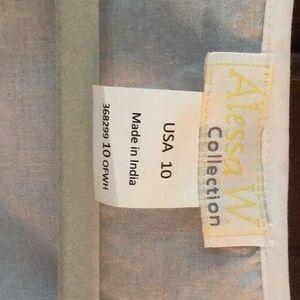 Alessa W
Collection
USA 10
Made in India
368299 10 OFWH